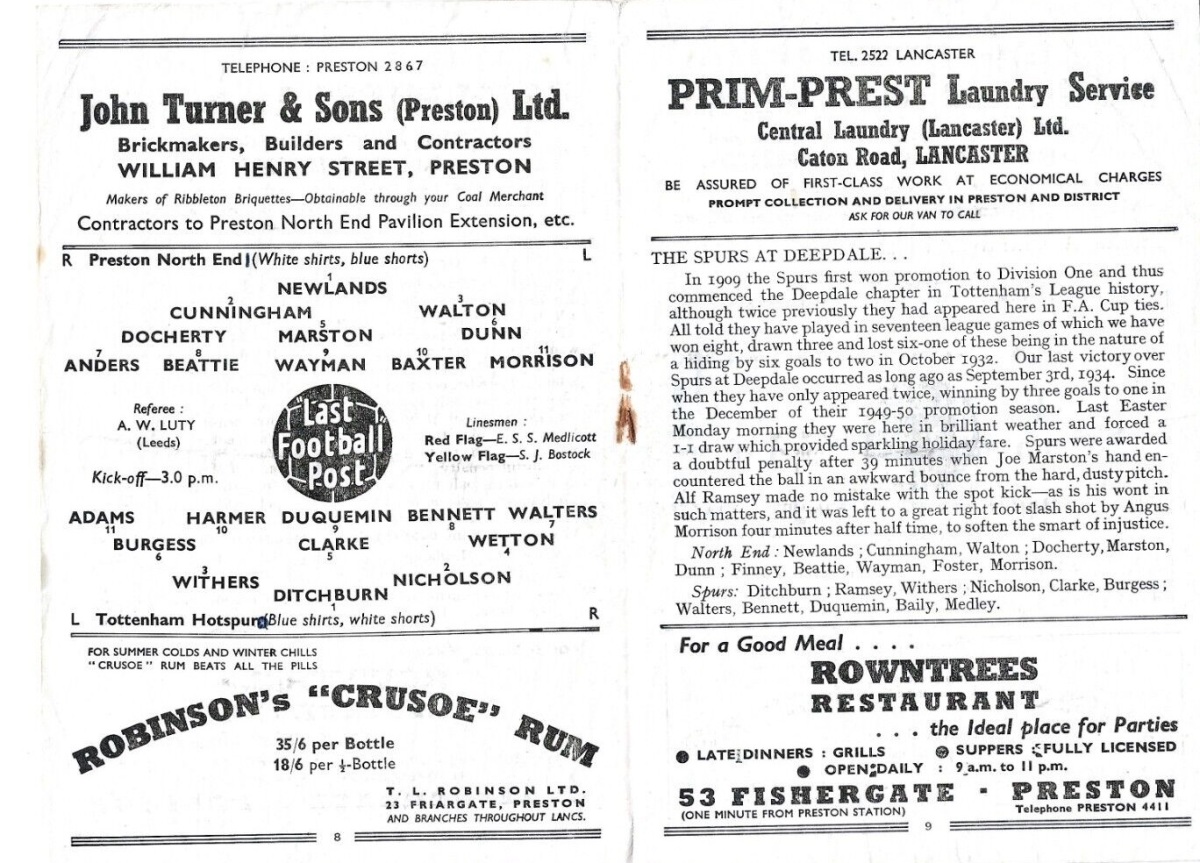 TELEPHONE : PRESTON 2867
John Turner & Sons (Preston) Ltd.
Brickmakers, Builders and Contractors
WILLIAM HENRY STREET, PRESTON
Makers of Ribbleton Briquettes—Obtainable through your Coal Merchant
Contractors to Preston North End Pavilion Extension, etc.
R Preston North End (White shirts, blue shorts) L
1
NEWLANDS
2 3
CUNNINGHAM WALTON
5 6
DOCHERTY MARSTON DUNN
7 8 9 10 11
ANDERS BEATTIE WAYMAN BAXTER MORRISON
Referee :
A. W. LUTY
(Leeds)
Kick-off—3.0 p.m.
"Last
Football
Post"
Linesmen :
Red Flag—E. S. S. Medlicott
Yellow Flag—S. J. Bostock
ADAMS HARMER DUQUEMIN BENNETT WALTERS
11 10 9 8 7
BURGESS CLARKE WETTON
6 5 4
3 2
WITHERS NICHOLSON
DITCHBURN
1
L Tottenham Hotspur (Blue shirts, white shorts) R
FOR SUMMER COLDS AND WINTER CHILLS
"CRUSOE" RUM BEATS ALL THE PILLS
ROBINSON's "CRUSOE" RUM
35/6 per Bottle
18/6 per ½-Bottle
T. L. ROBINSON LTD.
23 FRIARGATE, PRESTON
AND BRANCHES THROUGHOUT LANCS.
8
TEL. 2522 LANCASTER
PRIM-PREST Laundry Service
Central Laundry (Lancaster) Ltd.
Caton Road, LANCASTER
BE ASSURED OF FIRST-CLASS WORK AT ECONOMICAL CHARGES
PROMPT COLLECTION AND DELIVERY IN PRESTON AND DISTRICT
ASK FOR OUR VAN TO CALL
THE SPURS AT DEEPDALE. . .
In 1909 the Spurs first won promotion to Division One and thus
commenced the Deepdale chapter in Tottenham's League history,
although twice previously they had appeared here in F.A. Cup ties.
All told they have played in seventeen league games of which we have
won eight, drawn three and lost six-one of these being in the nature of
a hiding by six goals to two in October 1932. Our last victory over
Spurs at Deepdale occurred as long ago as September 3rd, 1934. Since
when they have only appeared twice, winning by three goals to one in
the December of their 1949-50 promotion season. Last Easter
Monday morning they were here in brilliant weather and forced a
1-1 draw which provided sparkling holiday fare. Spurs were awarded
a doubtful penalty after 39 minutes when Joe Marston's hand en-
countered the ball in an awkward bounce from the hard, dusty pitch.
Alf Ramsey made no mistake with the spot kick—as is his wont in
such matters, and it was left to a great right foot slash shot by Angus
Morrison four minutes after half time, to soften the smart of injustice.
North End : Newlands ; Cunningham, Walton ; Docherty, Marston,
Dunn ; Finney, Beattie, Wayman, Foster, Morrison.
Spurs: Ditchburn ; Ramsey, Withers ; Nicholson, Clarke, Burgess ;
Walters, Bennett, Duquemin, Baily, Medley.
For a Good Meal . . . .
ROWNTREES
RESTAURANT
. . . the Ideal place for Parties
LATE DINNERS : GRILLS SUPPERS : FULLY LICENSED
OPEN DAILY : 9 a.m. to 11 p.m.
53 FISHERGATE - PRESTON
(ONE MINUTE FROM PRESTON STATION) Telephone PRESTON 4411
9